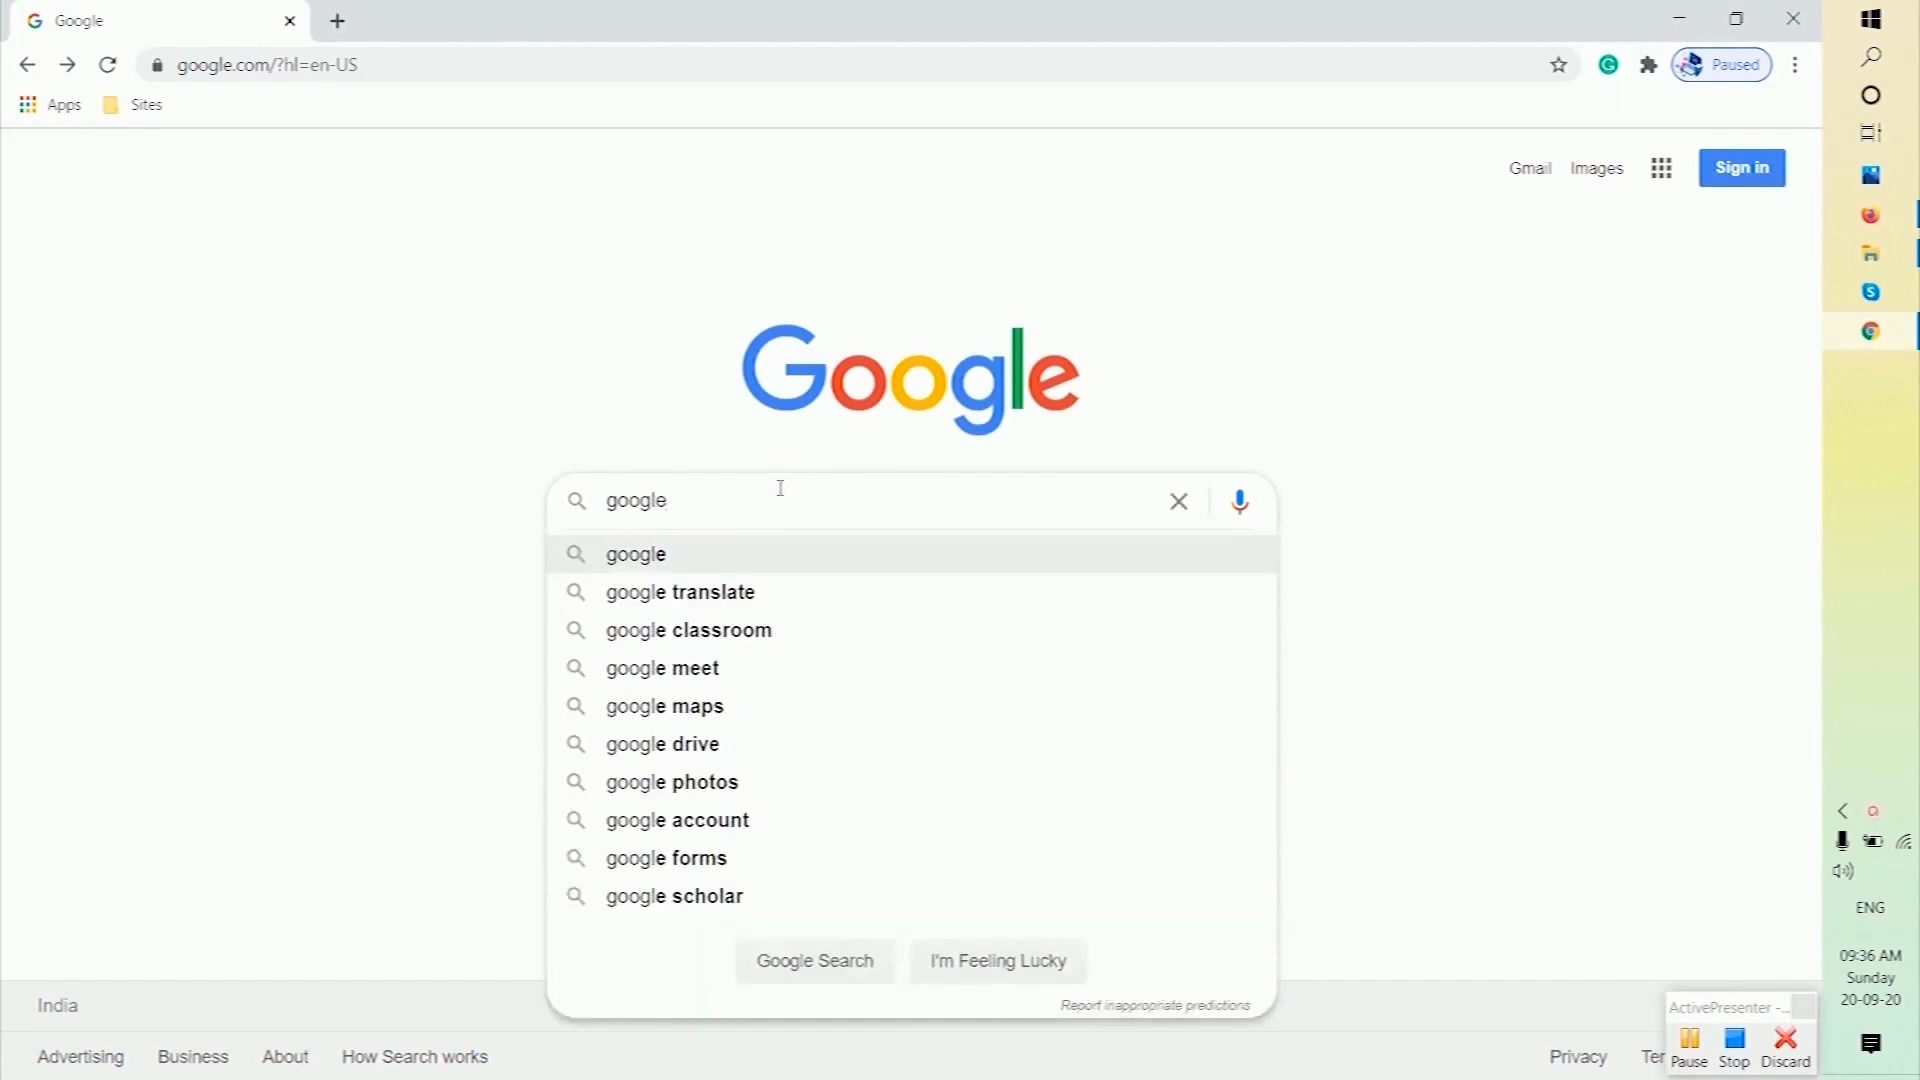 Google
google.com/?hl=en-US
Paused
Apps
Sites
Gmail Images
Sign in
Google
google
google
google translate
google classroom
google meet
google maps
google drive
google photos
google account
google forms
google scholar
Google Search
I'm Feeling Lucky
Report inappropriate predictions
India
Advertising Business About How Search works
Privacy
ActivePresenter -...
Pause Stop Discard
ENG
09:36 AM
Sunday
20-09-20